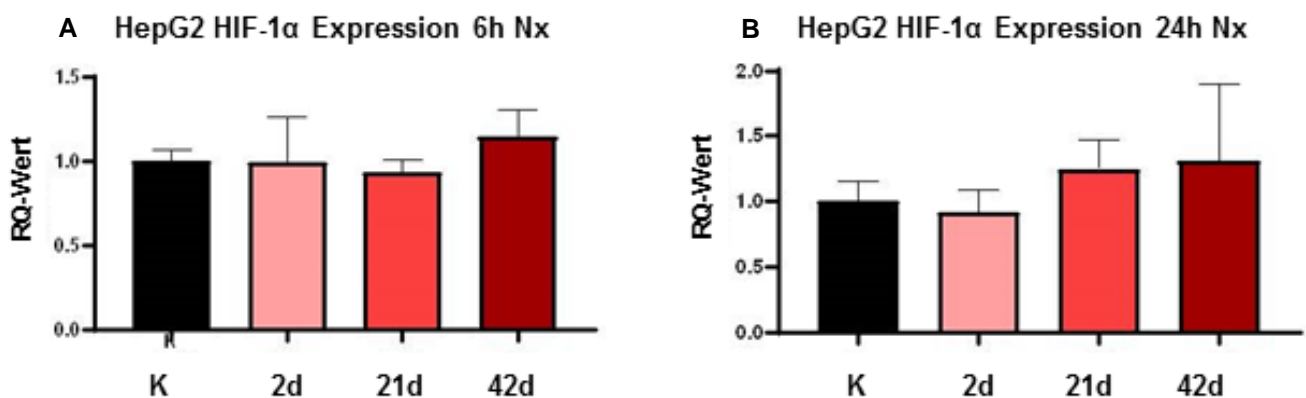 A HepG2 HIF-1α Expression 6h Nx
RQ-Wert
1.5
1.0
0.5
0.0
K 2d 21d 42d
B HepG2 HIF-1α Expression 24h Nx
RQ-Wert
2.0
1.5
1.0
0.5
0.0
K 2d 21d 42d